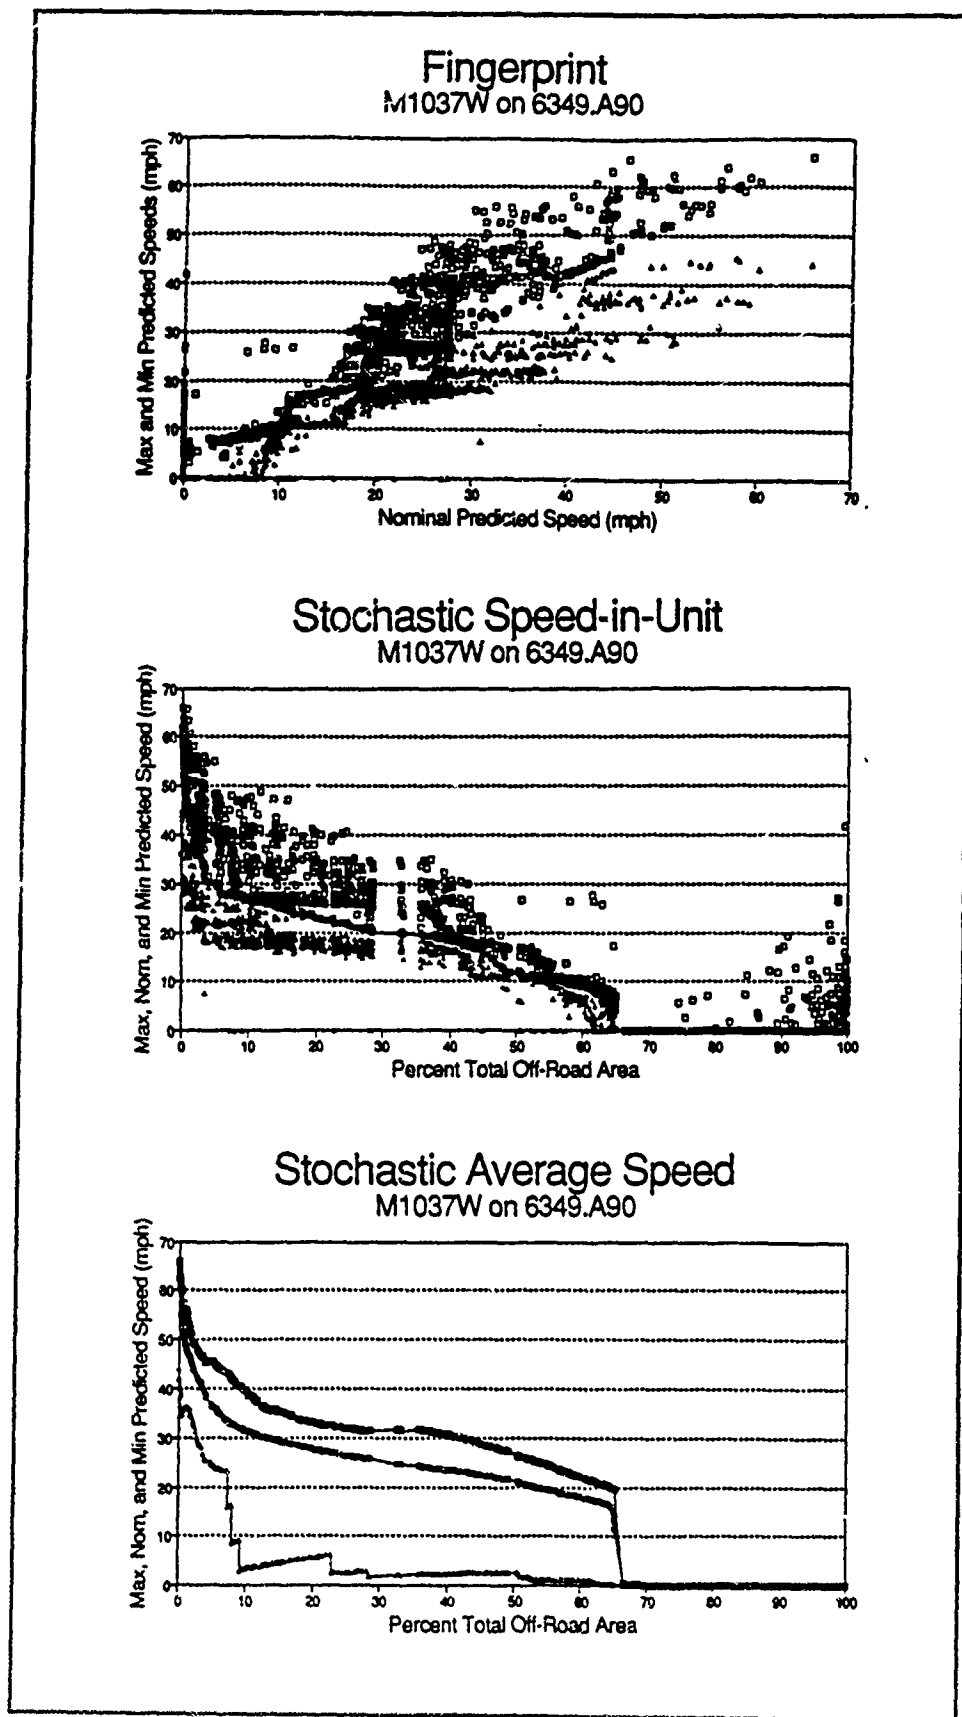 Fingerprint
M1037W on 6349.A90
Max and Min Predicted Speeds (mph)
70
60
50
40
30
20
10
0
0 10 20 30 40 50 60 70
Nominal Predicted Speed (mph)
Stochastic Speed-in-Unit
M1037W on 6349.A90
Max, Nom, and Min Predicted Speed (mph)
70
60
50
40
30
20
10
0
0 10 20 30 40 50 60 70 80 90 100
Percent Total Off-Road Area
Stochastic Average Speed
M1037W on 6349.A90
Max, Nom, and Min Predicted Speed (mph)
70
60
50
40
30
20
10
0
0 10 20 30 40 50 60 70 80 90 100
Percent Total Off-Road Area